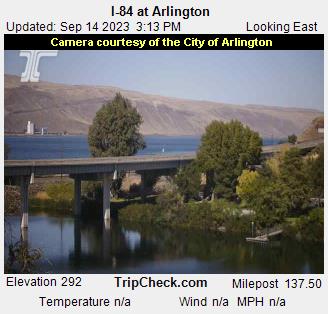 I-84 at Arlington
Updated: Sep 14 2023 3:13 PM Looking East
Camera courtesy of the City of Arlington
Elevation 292 TripCheck.com Milepost 137.50
Temperature n/a Wind n/a MPH n/a